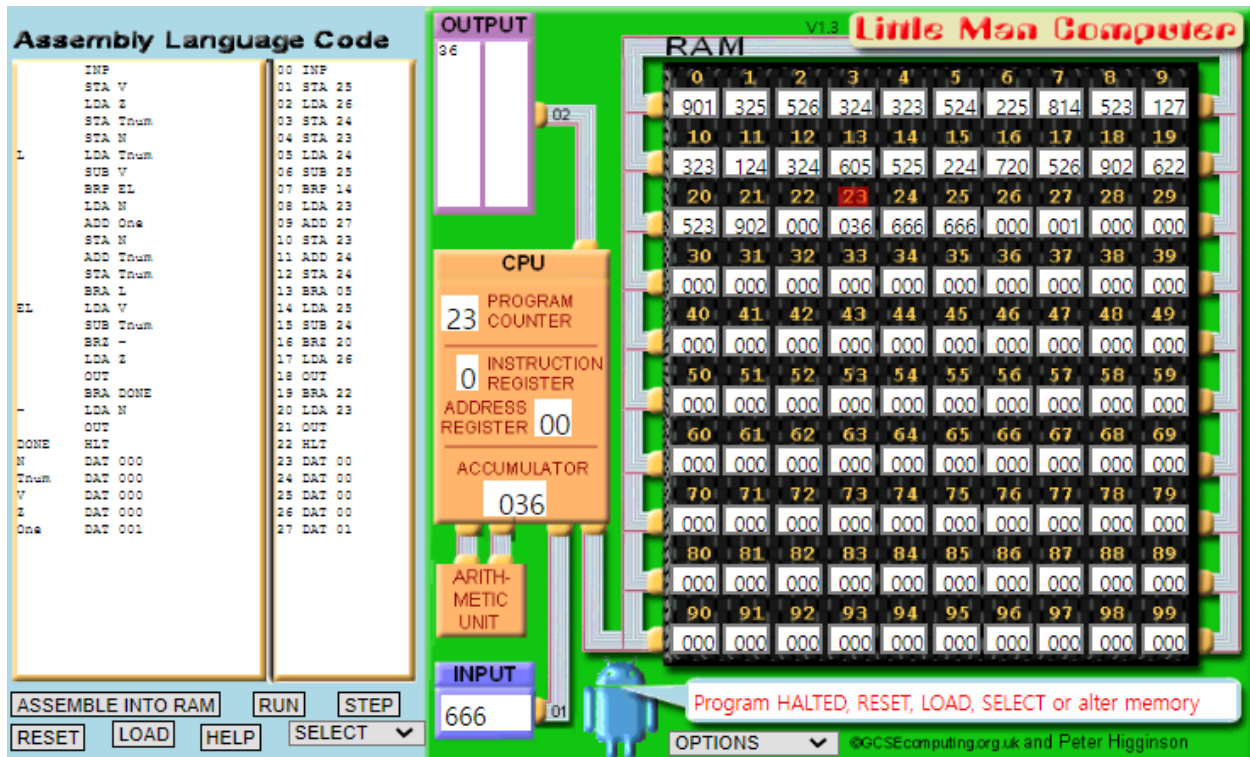 Assembly Language Code
INP
STA V
LDA Z
STA Tnum
STA N
L LDA Tnum
SUB V
BRP EL
LDA N
ADD One
STA N
ADD Tnum
STA Tnum
BRA L
EL LDA V
SUB Tnum
BRZ -
LDA Z
OUT
BRA DONE
- LDA N
OUT
DONE HLT
N DAT 000
Tnum DAT 000
V DAT 000
Z DAT 000
One DAT 001
00 INP
01 STA 25
02 LDA 26
03 STA 24
04 STA 23
05 LDA 24
06 SUB 25
07 BRP 14
08 LDA 23
09 ADD 27
10 STA 23
11 ADD 24
12 STA 24
13 BRA 05
14 LDA 25
15 SUB 24
16 BRZ 20
17 LDA 26
18 OUT
19 BRA 22
20 LDA 23
21 OUT
22 HLT
23 DAT 00
24 DAT 00
25 DAT 00
26 DAT 00
27 DAT 01
ASSEMBLE INTO RAM RUN STEP
RESET LOAD HELP SELECT
OUTPUT
36
02
CPU
23 PROGRAM COUNTER
0 INSTRUCTION REGISTER
ADDRESS REGISTER 00
ACCUMULATOR
036
ARITH-
METIC
UNIT
INPUT
666
01
V1.3 Little Man Computer
RAM
0 1 2 3 4 5 6 7 8 9
901 325 526 324 323 524 225 814 523 127
10 11 12 13 14 15 16 17 18 19
323 124 324 605 525 224 720 526 902 622
20 21 22 23 24 25 26 27 28 29
523 902 000 036 666 666 000 001 000 000
30 31 32 33 34 35 36 37 38 39
000 000 000 000 000 000 000 000 000 000
40 41 42 43 44 45 46 47 48 49
000 000 000 000 000 000 000 000 000 000
50 51 52 53 54 55 56 57 58 59
000 000 000 000 000 000 000 000 000 000
60 61 62 63 64 65 66 67 68 69
000 000 000 000 000 000 000 000 000 000
70 71 72 73 74 75 76 77 78 79
000 000 000 000 000 000 000 000 000 000
80 81 82 83 84 85 86 87 88 89
000 000 000 000 000 000 000 000 000 000
90 91 92 93 94 95 96 97 98 99
000 000 000 000 000 000 000 000 000 000
Program HALTED, RESET, LOAD, SELECT or alter memory
OPTIONS
©GCSEcomputing.org.uk and Peter Higginson